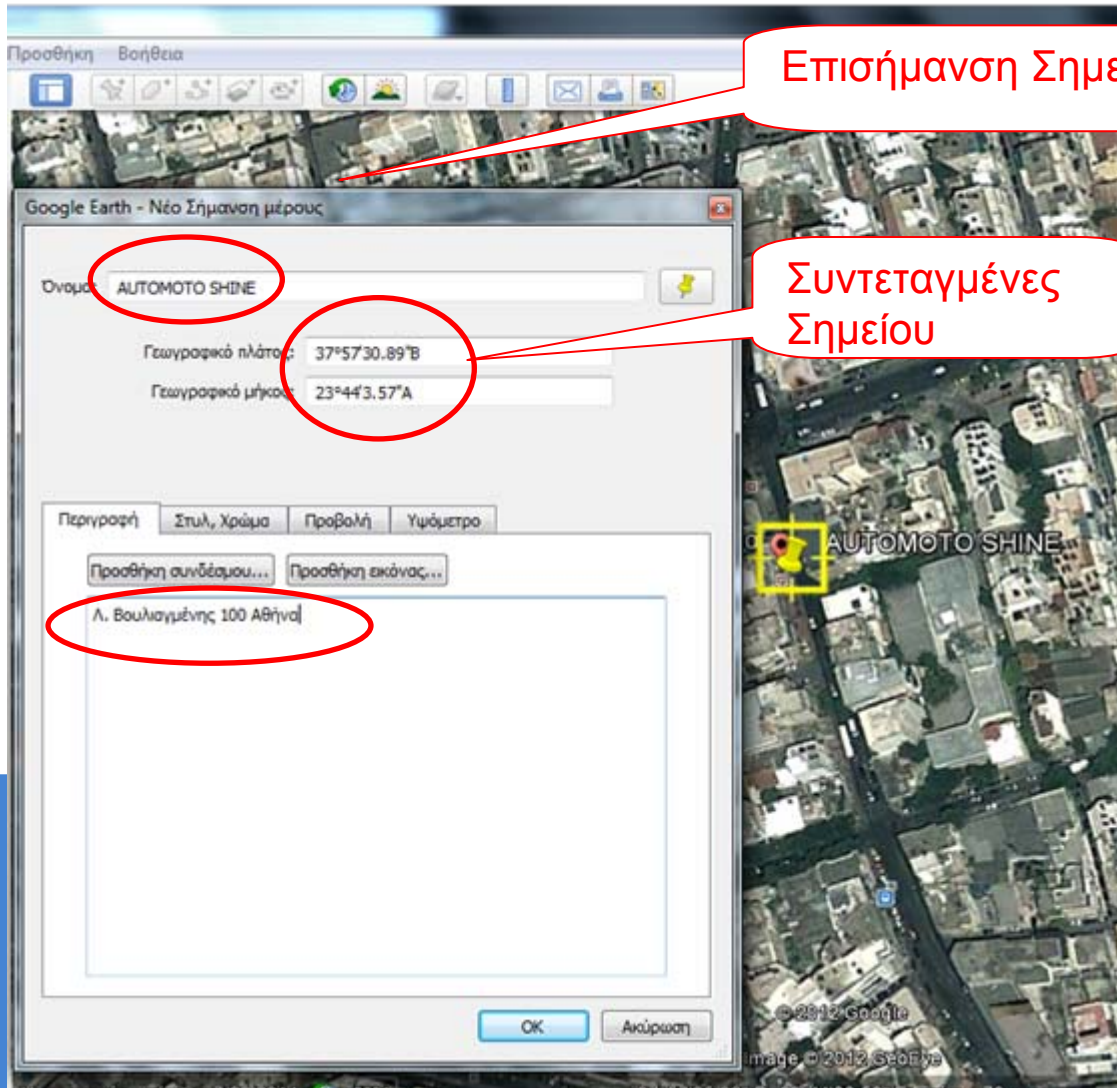 Προσθήκη Βοήθεια
Επισήμανση Σημε
Google Earth - Νέο Σήμανση μέρους
Όνομα: AUTOMOTO SHINE
Γεωγραφικό πλάτος: 37°57'30.89"Β
Γεωγραφικό μήκος: 23°44'3.57"Α
Συντεταγμένες
Σημείου
Περιγραφή Στυλ, Χρώμα Προβολή Υψόμετρο
Προσθήκη συνδέσμου... Προσθήκη εικόνας...
Λ. Βουλιαγμένης 100 Αθήνα
AUTOMOTO SHINE
OK Ακύρωση
© 2012 Google
Image © 2012 GeoEye